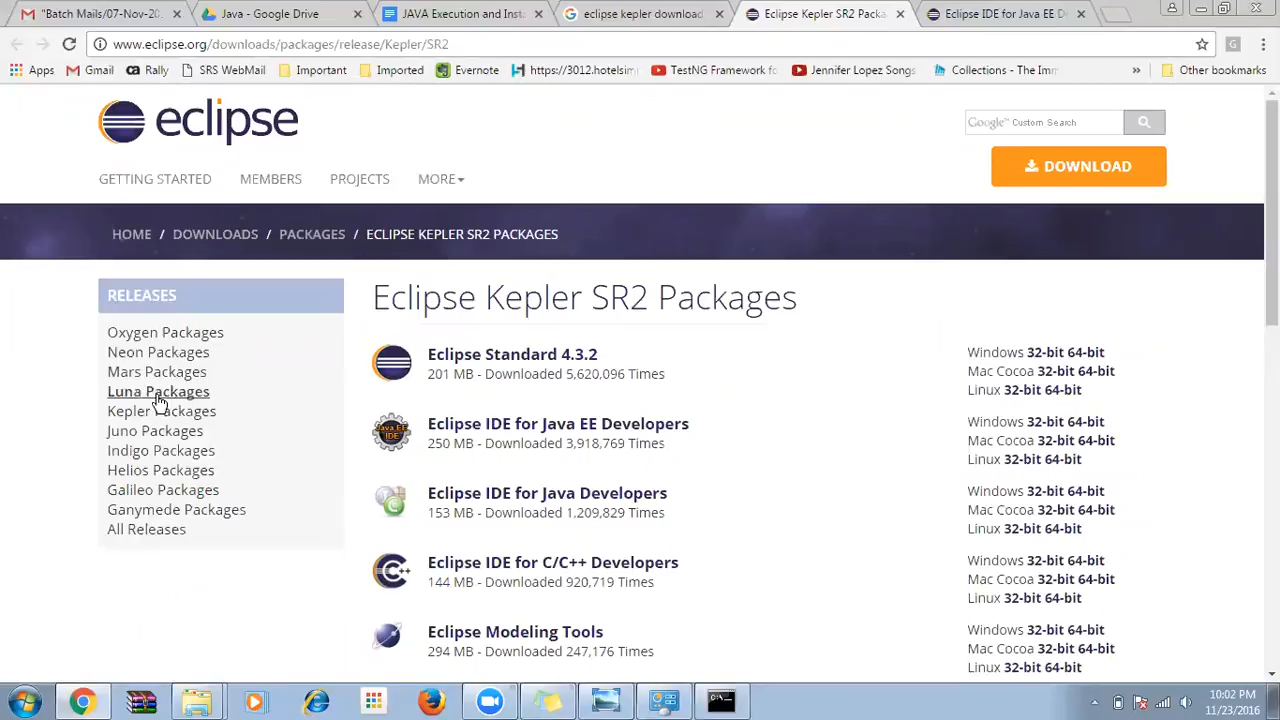 "Batch Mails/07-Nov-20
Java - Google Drive
JAVA Execution and Inst
eclipse kepler download
Eclipse Kepler SR2 Packa
Eclipse IDE for Java EE D
www.eclipse.org/downloads/packages/release/Kepler/SR2
Apps
Gmail
Rally
SRS WebMail
Important
Imported
Evernote
https://3012.hotelsim
TestNG Framework fo
Jennifer Lopez Songs
Collections - The Imm
Other bookmarks
eclipse
Google™ Custom Search
DOWNLOAD
GETTING STARTED
MEMBERS
PROJECTS
MORE
HOME / DOWNLOADS / PACKAGES / ECLIPSE KEPLER SR2 PACKAGES
RELEASES
Oxygen Packages
Neon Packages
Mars Packages
Luna Packages
Kepler Packages
Juno Packages
Indigo Packages
Helios Packages
Galileo Packages
Ganymede Packages
All Releases
Eclipse Kepler SR2 Packages
Eclipse Standard 4.3.2
201 MB - Downloaded 5,620,096 Times
Windows 32-bit 64-bit
Mac Cocoa 32-bit 64-bit
Linux 32-bit 64-bit
Java EE
IDE
Eclipse IDE for Java EE Developers
250 MB - Downloaded 3,918,769 Times
Windows 32-bit 64-bit
Mac Cocoa 32-bit 64-bit
Linux 32-bit 64-bit
Eclipse IDE for Java Developers
153 MB - Downloaded 1,209,829 Times
Windows 32-bit 64-bit
Mac Cocoa 32-bit 64-bit
Linux 32-bit 64-bit
C++
Eclipse IDE for C/C++ Developers
144 MB - Downloaded 920,719 Times
Windows 32-bit 64-bit
Mac Cocoa 32-bit 64-bit
Linux 32-bit 64-bit
Eclipse Modeling Tools
294 MB - Downloaded 247,176 Times
Windows 32-bit 64-bit
Mac Cocoa 32-bit 64-bit
Linux 32-bit 64-bit
10:02 PM
11/23/2016